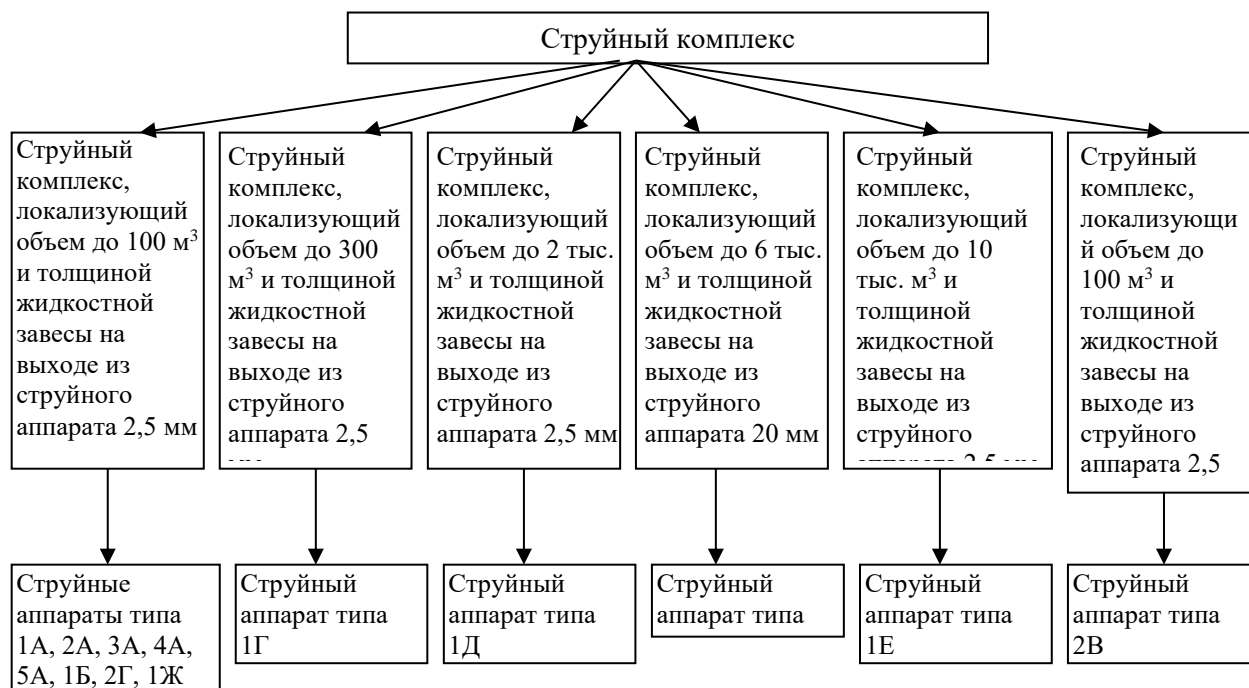 Струйный комплекс
Струйный
комплекс,
локализующий
объем до 100 м³
и толщиной
жидкостной
завесы на
выходе из
струйного
аппарата 2,5 мм
Струйный
комплекс,
локализующий
объем до 300
м³ и толщиной
жидкостной
завесы на
выходе из
струйного
аппарата 2,5
Струйный
комплекс,
локализующий
объем до 2 тыс.
м³ и толщиной
жидкостной
завесы на
выходе из
струйного
аппарата 2,5 мм
Струйный
комплекс,
локализующий
объем до 6 тыс.
м³ и толщиной
жидкостной
завесы на
выходе из
струйного
аппарата 20 мм
Струйный
комплекс,
локализующий
объем до 10
тыс. м³ и
толщиной
жидкостной
завесы на
выходе из
струйного
аппарата 2,5 мм
Струйный
комплекс,
локализующи
й объем до
100 м³ и
толщиной
жидкостной
завесы на
выходе из
струйного
аппарата 2,5
Струйные
аппараты типа
1А, 2А, 3А, 4А,
5А, 1Б, 2Г, 1Ж
Струйный
аппарат типа
1Г
Струйный
аппарат типа
1Д
Струйный
аппарат типа
Струйный
аппарат типа
1Е
Струйный
аппарат типа
2В